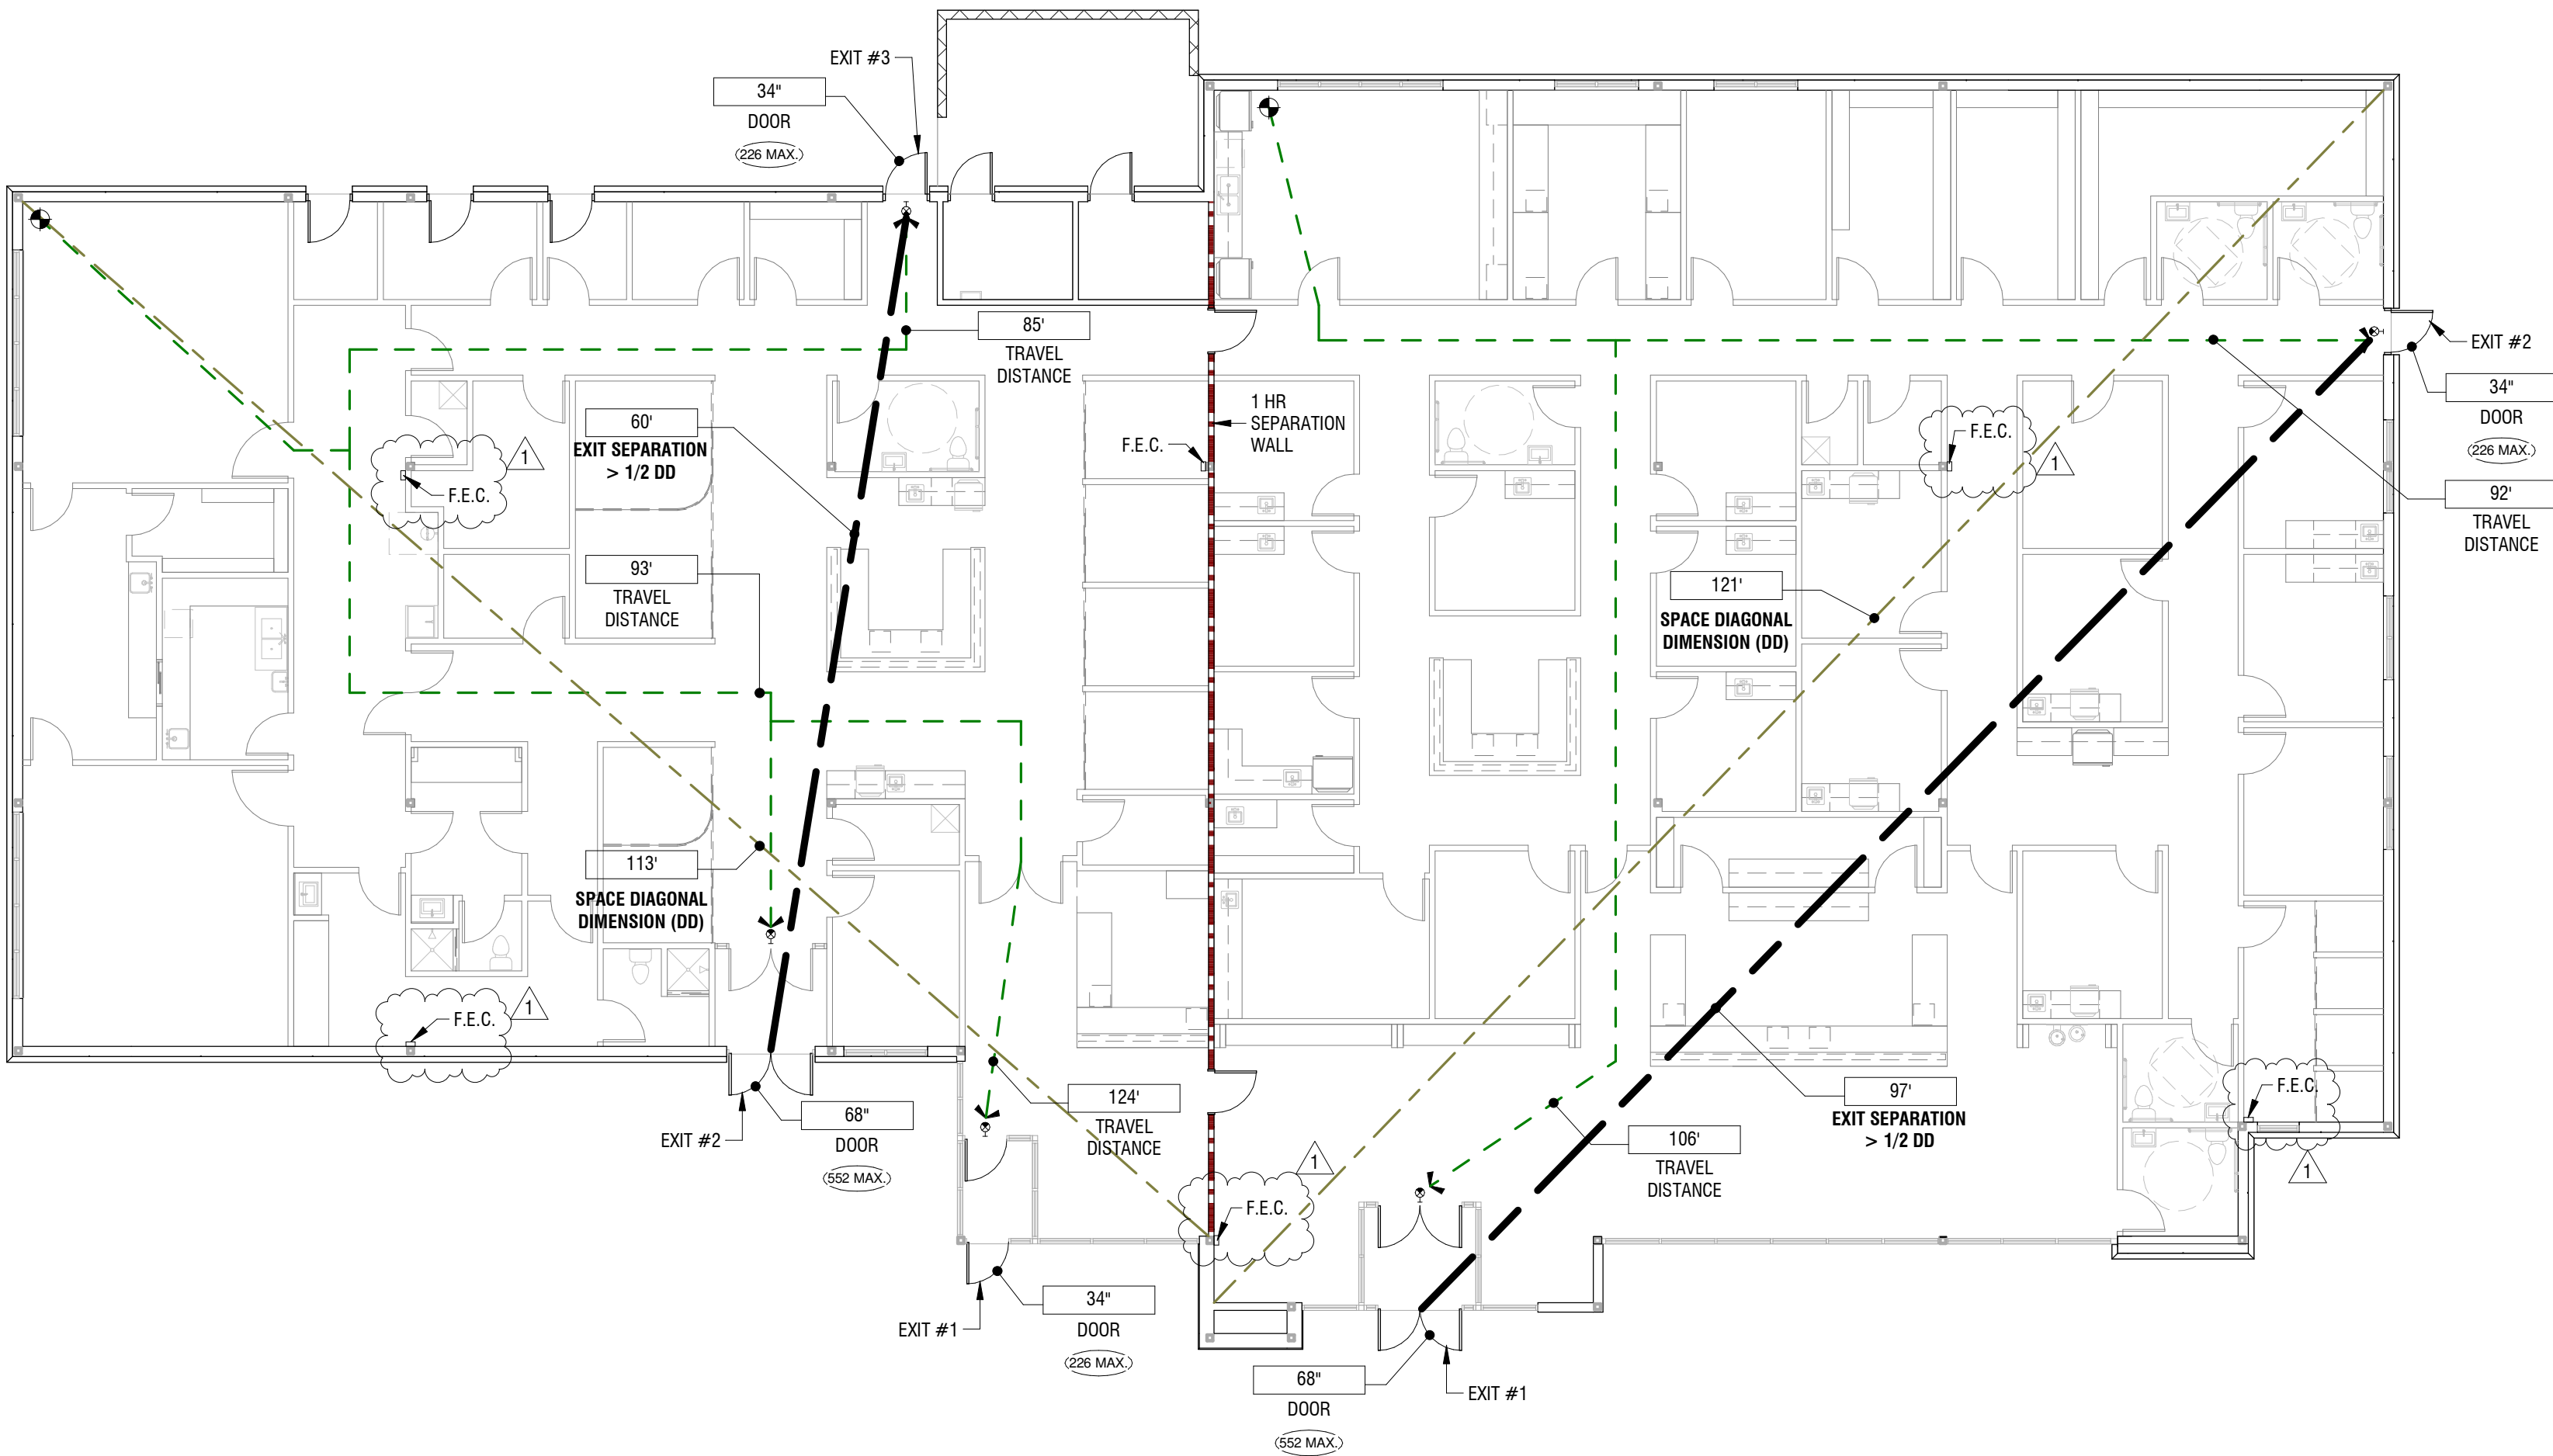 EXIT #3
34"
DOOR
(226 MAX.)
85'
TRAVEL
DISTANCE
EXIT #2
34"
DOOR
(226 MAX.)
92'
TRAVEL
DISTANCE
1 HR
SEPARATION
WALL
F.E.C.
60'
EXIT SEPARATION
> 1/2 DD
1
F.E.C.
F.E.C.
1
93'
TRAVEL
DISTANCE
121'
SPACE DIAGONAL
DIMENSION (DD)
113'
SPACE DIAGONAL
DIMENSION (DD)
F.E.C.
1
EXIT #2
68"
DOOR
(552 MAX.)
124'
TRAVEL
DISTANCE
97'
EXIT SEPARATION
> 1/2 DD
F.E.C.
1
106'
TRAVEL
DISTANCE
1
F.E.C.
EXIT #1
34"
DOOR
(226 MAX.)
68"
DOOR
(552 MAX.)
EXIT #1